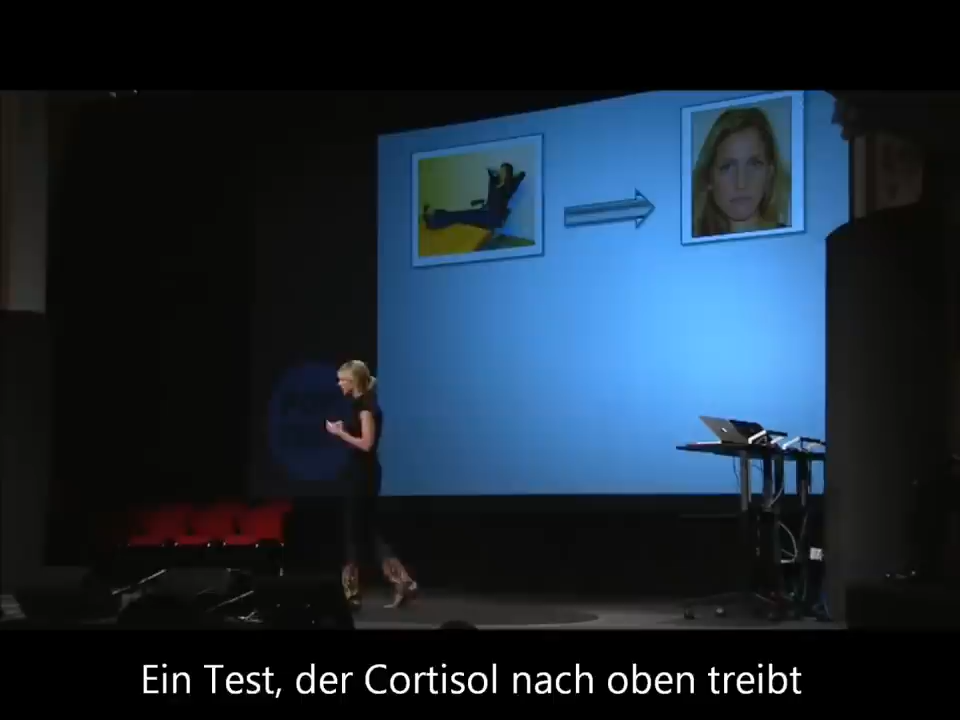 Ein Test, der Cortisol nach oben treibt